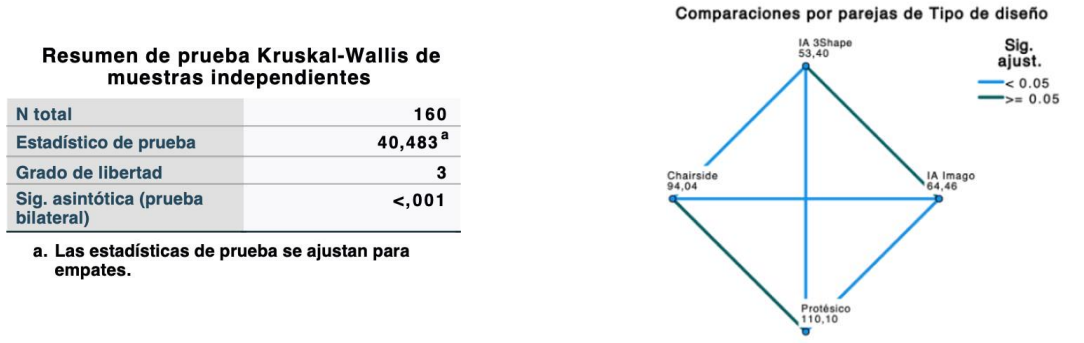 Resumen de prueba Kruskal-Wallis de
muestras independientes
N total 160
Estadístico de prueba 40,483a
Grado de libertad 3
Sig. asintótica (prueba
bilateral) <,001
a. Las estadísticas de prueba se ajustan para
empates.
Comparaciones por parejas de Tipo de diseño
IA 3Shape
53,40
Sig.
ajust.
< 0.05
>= 0.05
Chairside
94,04
IA Imago
64,46
Protésico
110,10